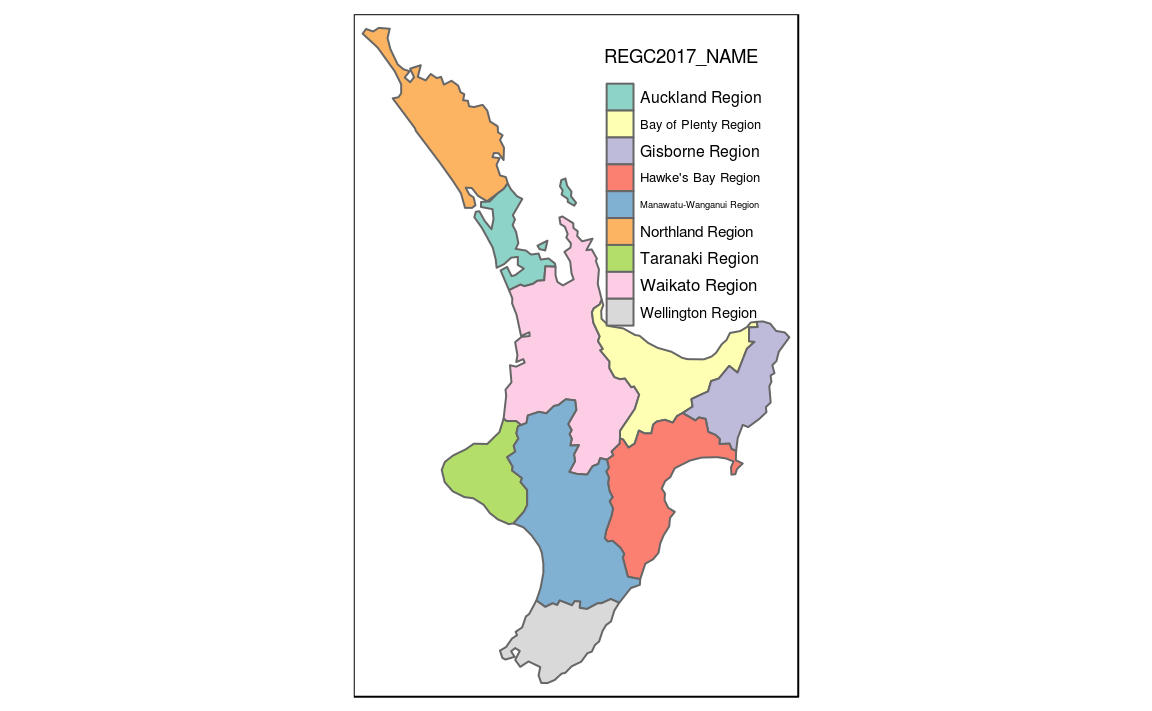 REGC2017_NAME
Auckland Region
Bay of Plenty Region
Gisborne Region
Hawke's Bay Region
Manawatu-Wanganui Region
Northland Region
Taranaki Region
Waikato Region
Wellington Region